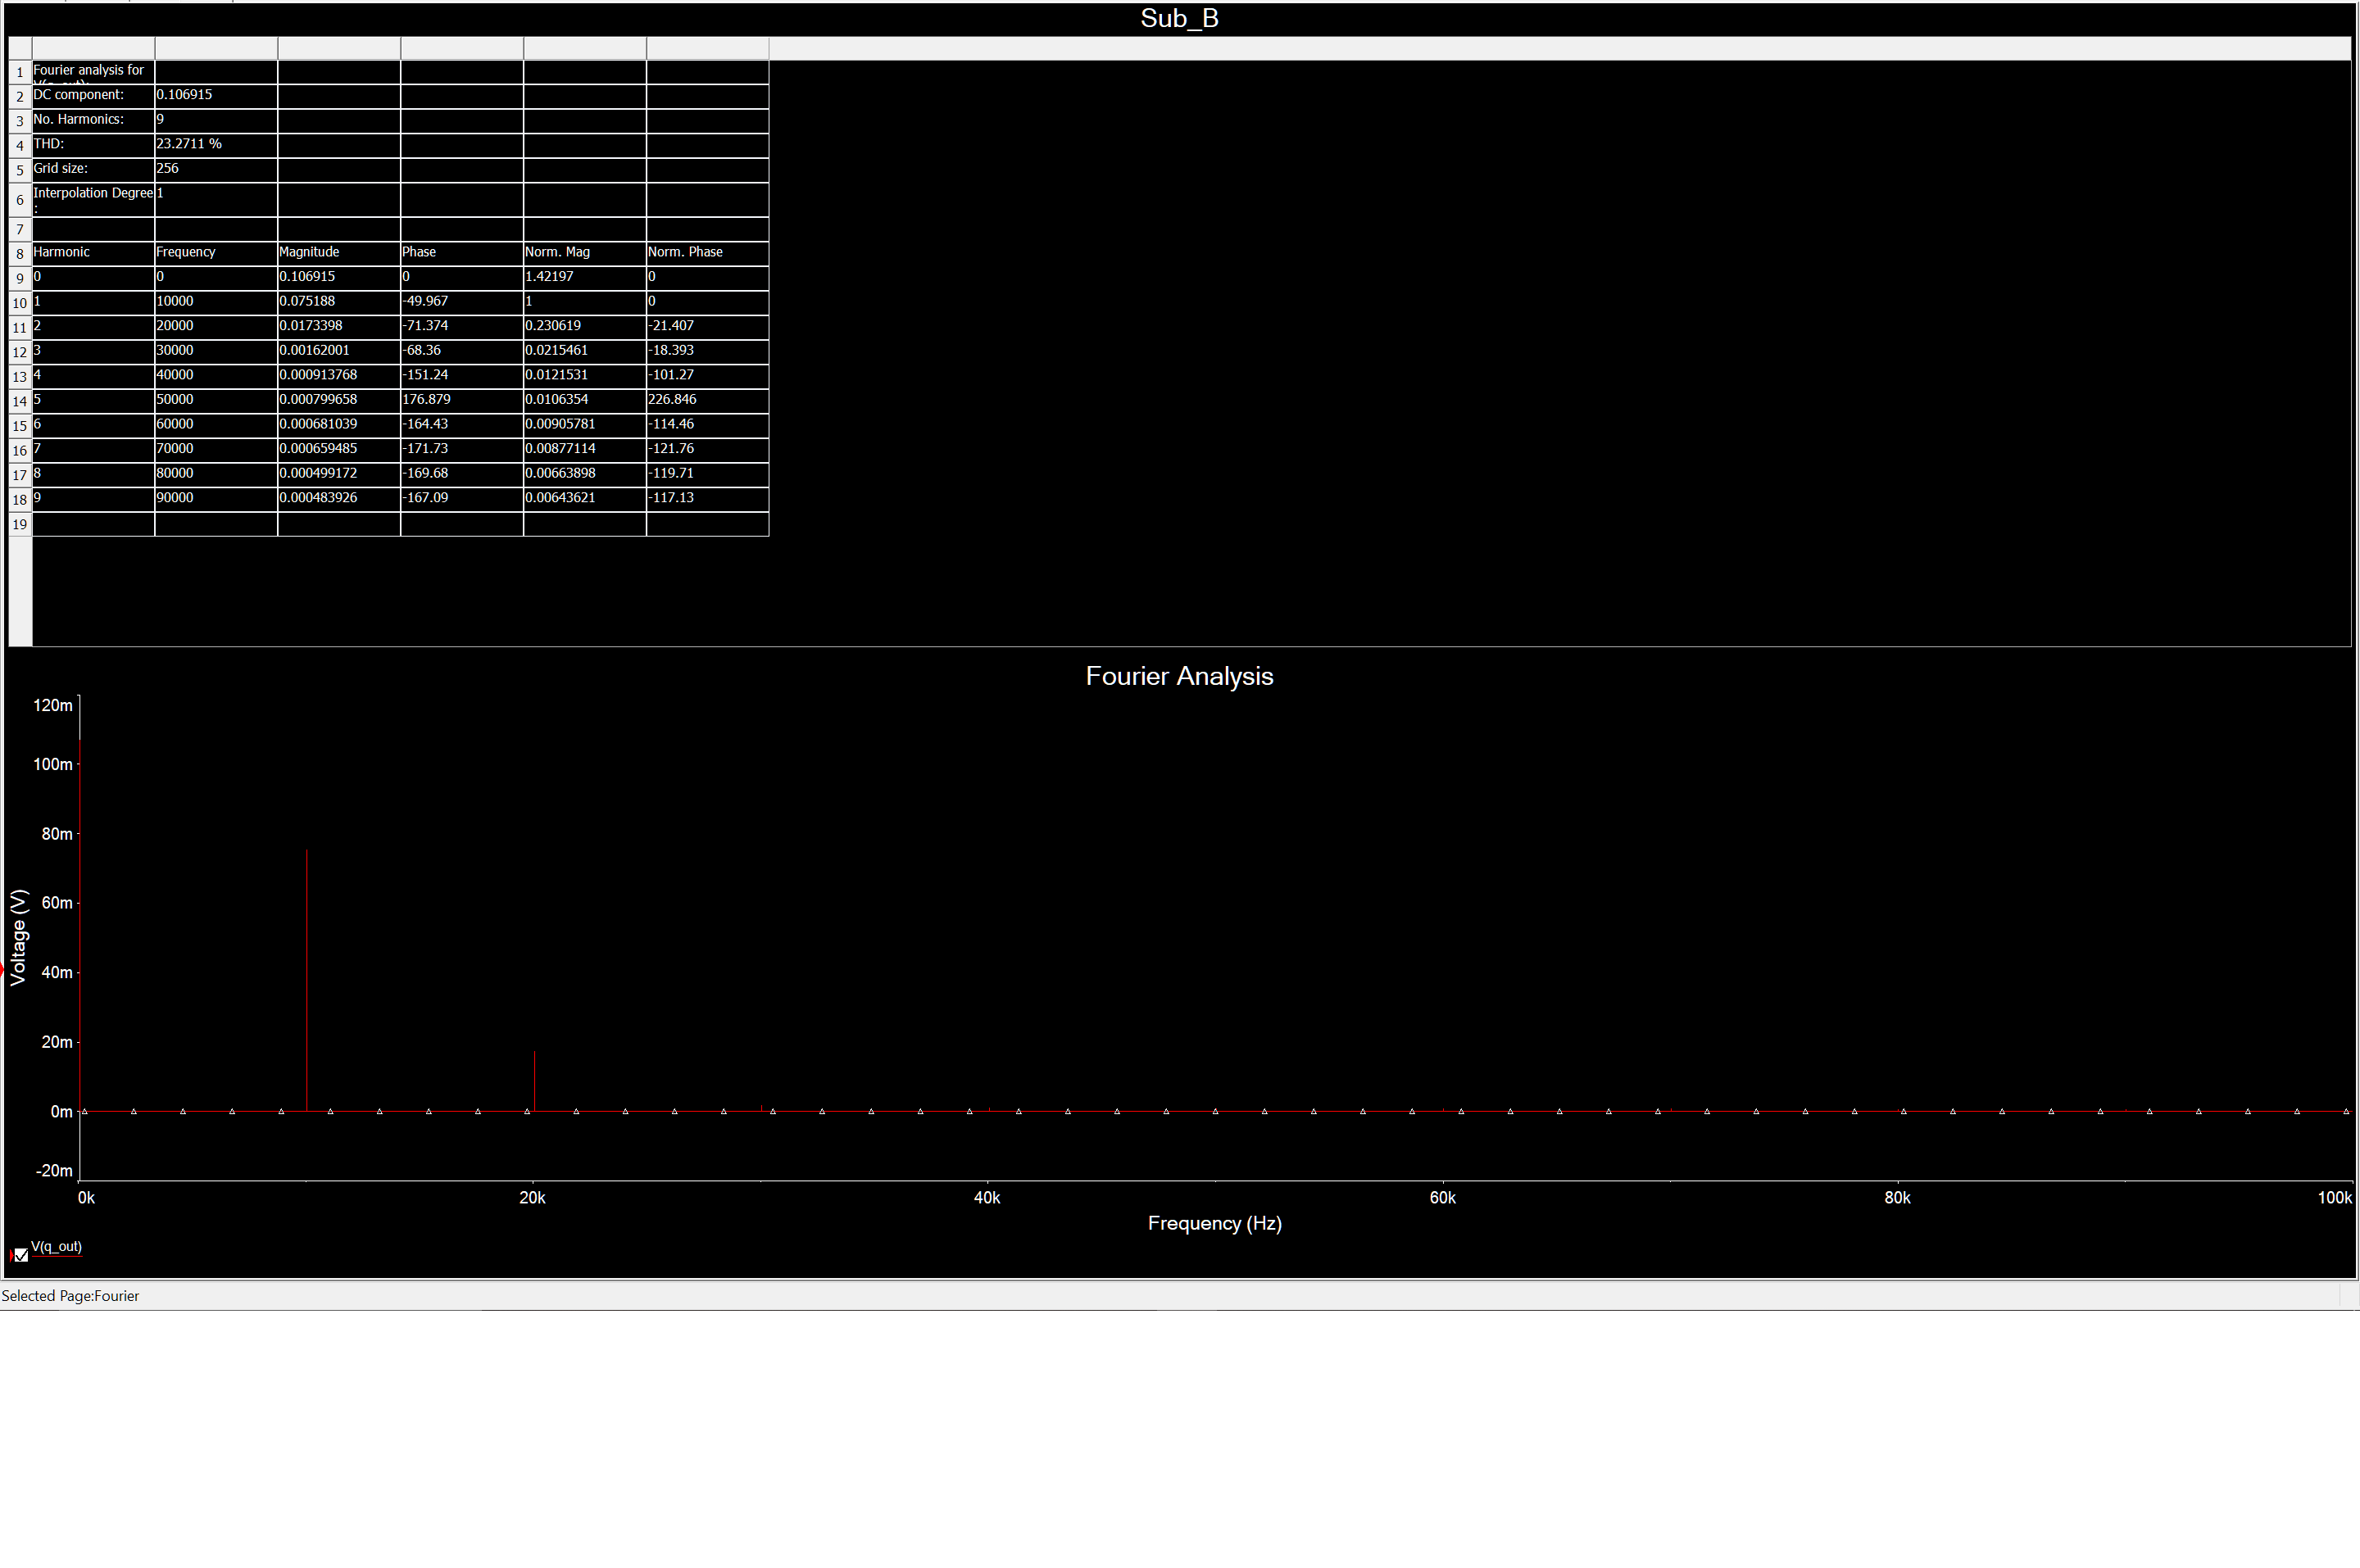 Sub_B
1 Fourier analysis for
2 DC component: 0.106915
3 No. Harmonics: 9
4 THD: 23.2711 %
5 Grid size: 256
6 Interpolation Degree 1
:
7
8 Harmonic Frequency Magnitude Phase Norm. Mag Norm. Phase
9 0 0 0.106915 0 1.42197 0
10 1 10000 0.075188 -49.967 1 0
11 2 20000 0.0173398 -71.374 0.230619 -21.407
12 3 30000 0.00162001 -68.36 0.0215461 -18.393
13 4 40000 0.000913768 -151.24 0.0121531 -101.27
14 5 50000 0.000799658 176.879 0.0106354 226.846
15 6 60000 0.000681039 -164.43 0.00905781 -114.46
16 7 70000 0.000659485 -171.73 0.00877114 -121.76
17 8 80000 0.000499172 -169.68 0.00663898 -119.71
18 9 90000 0.000483926 -167.09 0.00643621 -117.13
19
Fourier Analysis
120m
100m
80m
60m
40m
20m
0m
-20m
Voltage (V)
0k 20k 40k 60k 80k 100k
Frequency (Hz)
V(q_out)
Selected Page:Fourier